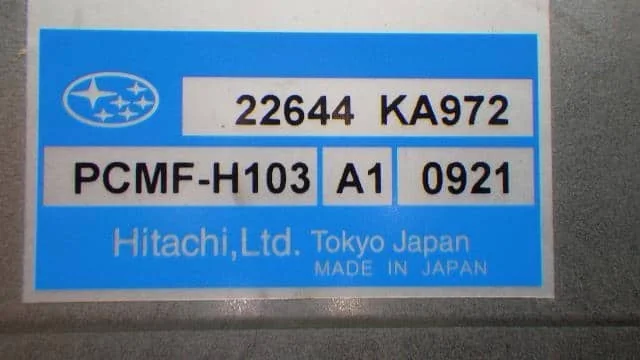 22644 KA972
PCMF-H103 A1 0921
Hitachi,Ltd. Tokyo Japan
MADE IN JAPAN